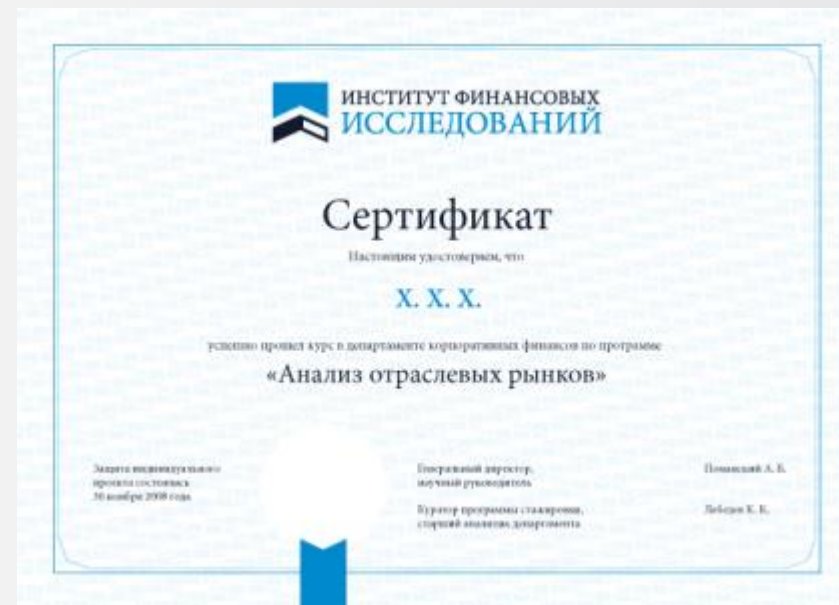 ИНСТИТУТ ФИНАНСОВЫХ
ИССЛЕДОВАНИЙ
Сертификат
Настоящим удостоверяем, что
Х. Х. Х.
успешно прошел курс в департаменте корпоративных финансов по программе
«Анализ отраслевых рынков»
Защита индивидуального
проекта состоялась
30 ноября 2008 года
Генеральный директор,
научный руководитель
Поманский А. Б.
Куратор программы стажировки,
старший аналитик департамента
Лебедев К. К.